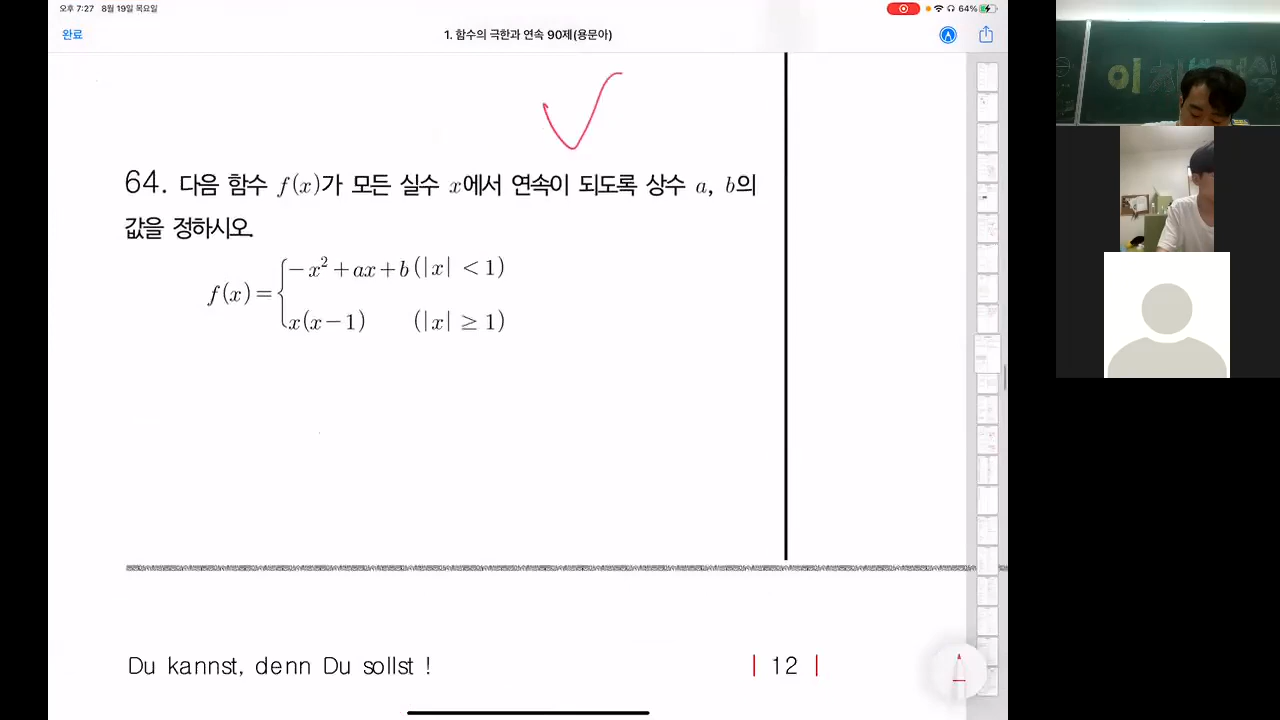 오후 7:27 8월 19일 목요일
64%
완료
1. 함수의 극한과 연속 90제(용문아)
64. 다음 함수 f(x)가 모든 실수 x에서 연속이 되도록 상수 a, b의
값을 정하시오.
f(x)={ -x²+ax+b (|x| <1)
x(x-1) (|x| ≥ 1)
Du kannst, denn Du sollst !
| 12 |